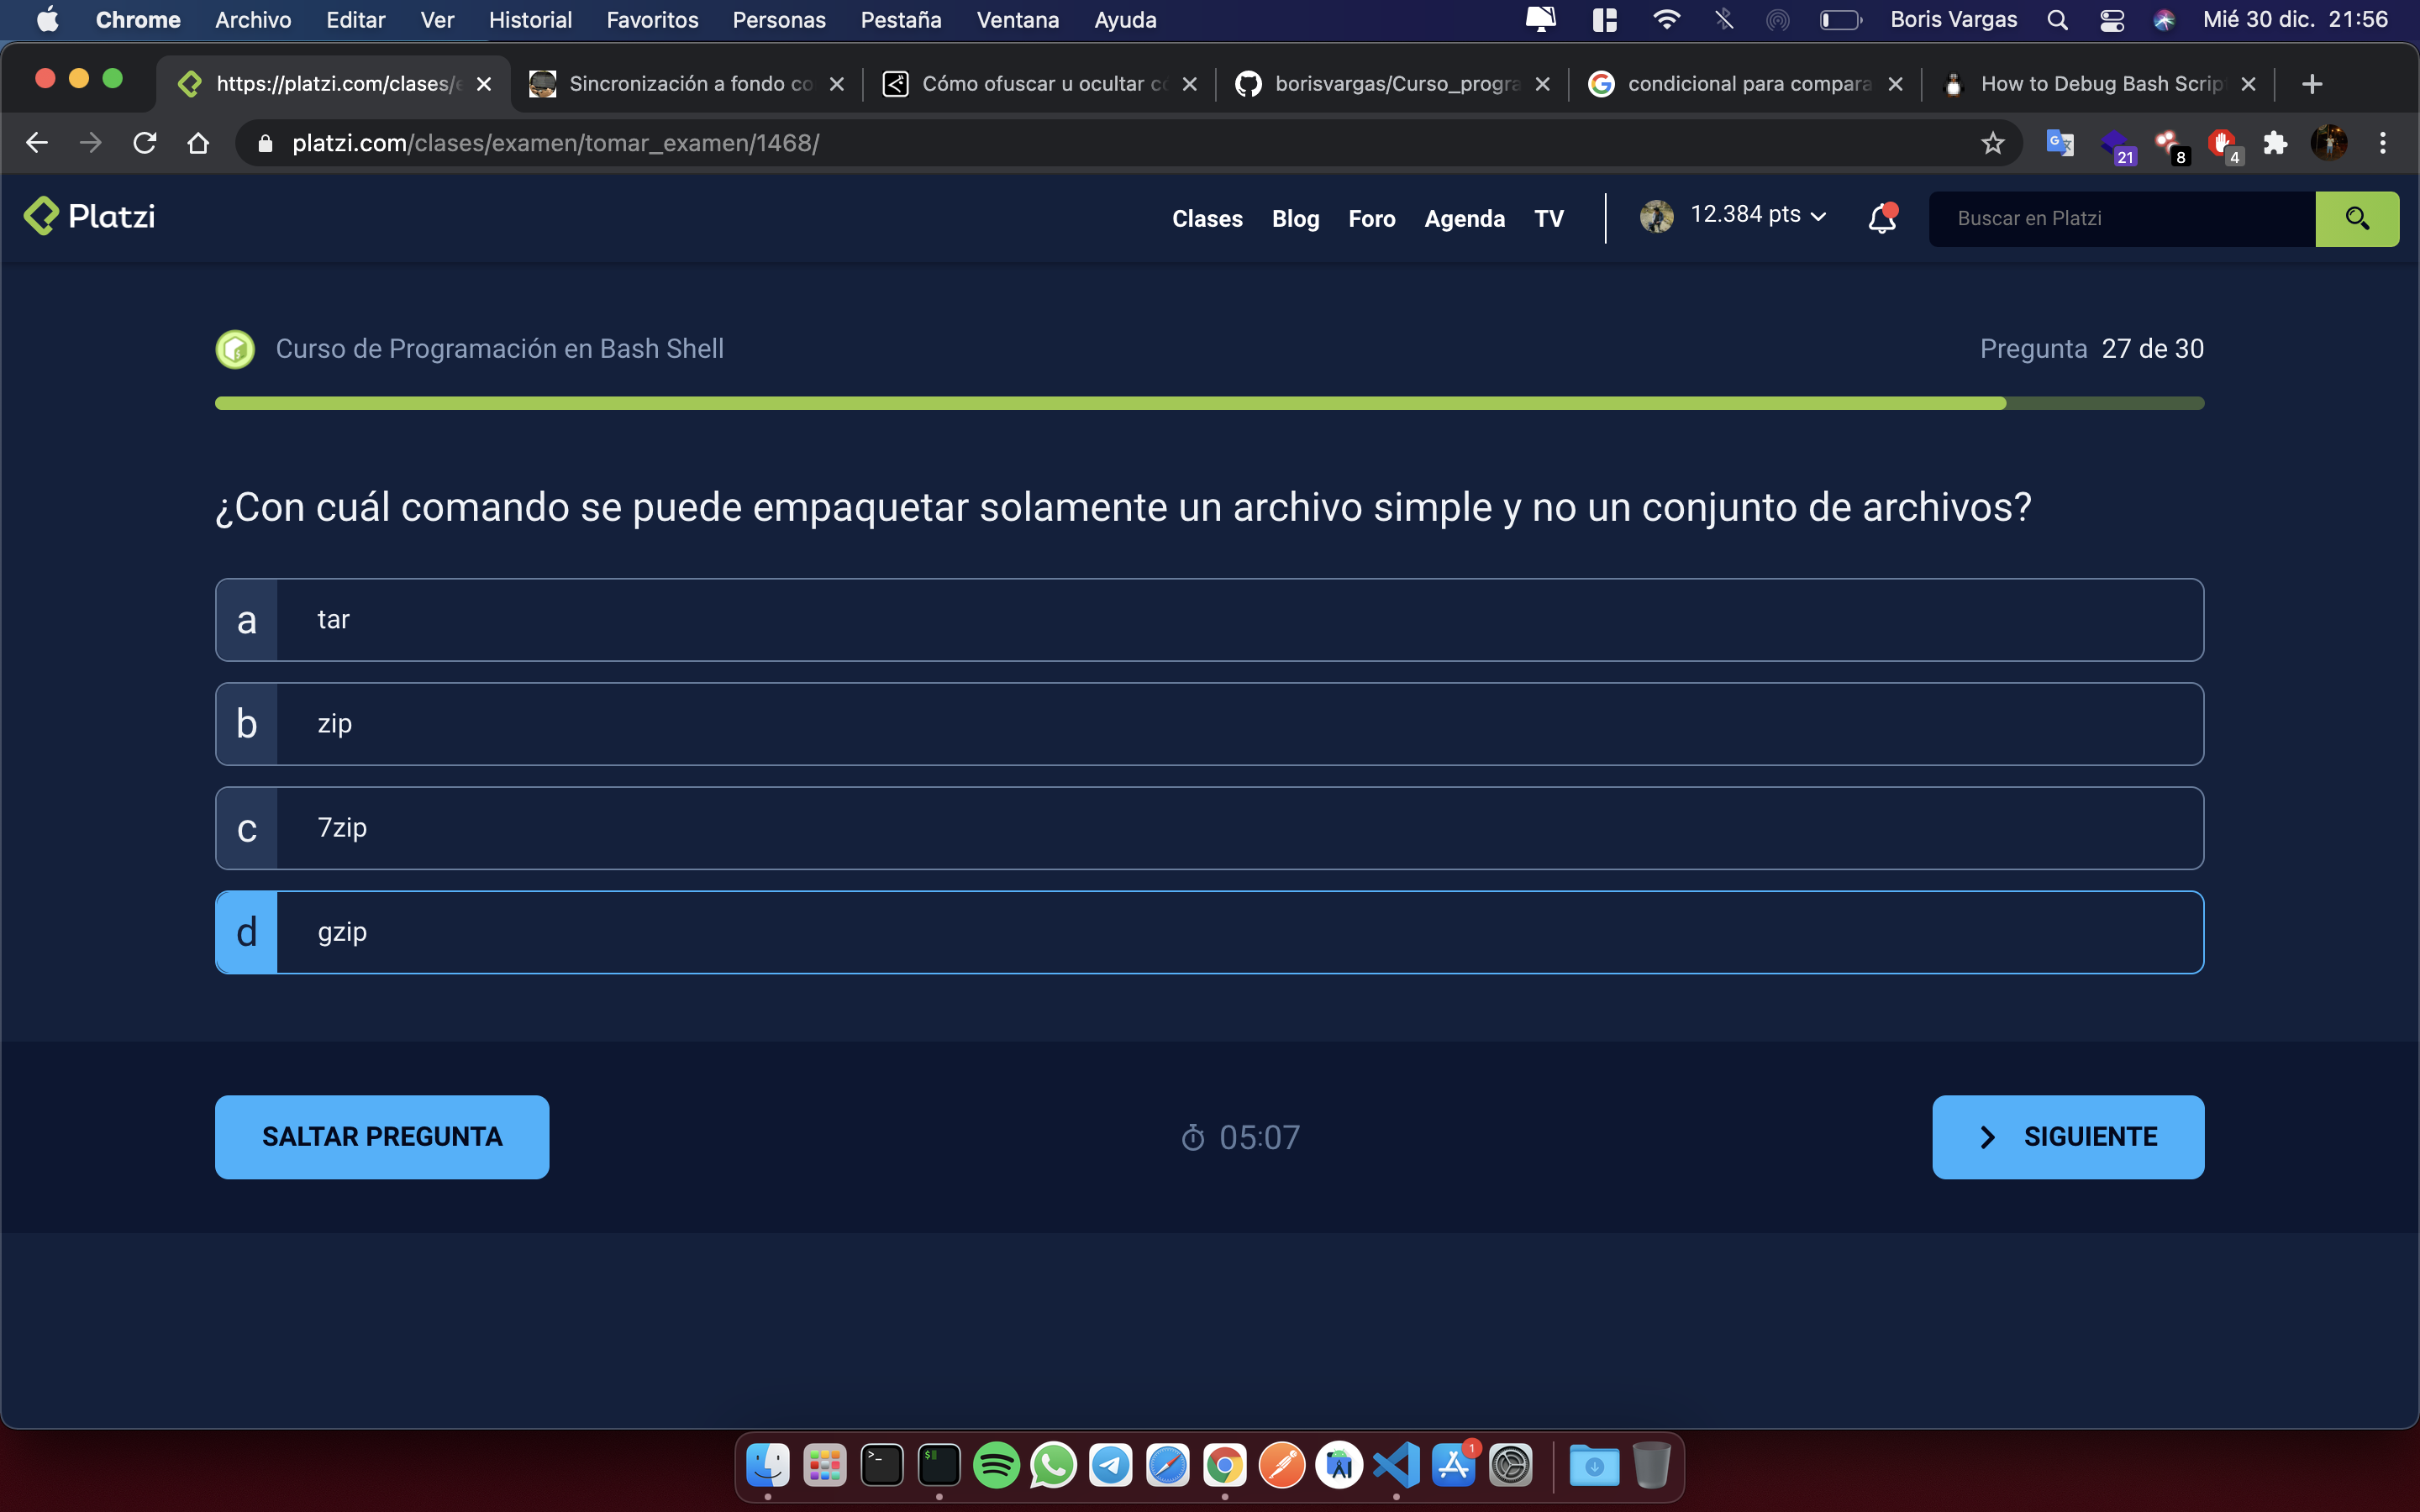 Chrome Archivo Editar Ver Historial Favoritos Personas Pestaña Ventana Ayuda Boris Vargas Mié 30 dic. 21:56
https://platzi.com/clases/e Sincronización a fondo co Cómo ofuscar u ocultar có borisvargas/Curso_progra condicional para compara How to Debug Bash Scrip
platzi.com/clases/examen/tomar_examen/1468/ 21 8 4
Platzi Clases Blog Foro Agenda TV 12.384 pts Buscar en Platzi
Curso de Programación en Bash Shell Pregunta 27 de 30
¿Con cuál comando se puede empaquetar solamente un archivo simple y no un conjunto de archivos?
a tar
b zip
c 7zip
d gzip
SALTAR PREGUNTA 05:07 SIGUIENTE
1